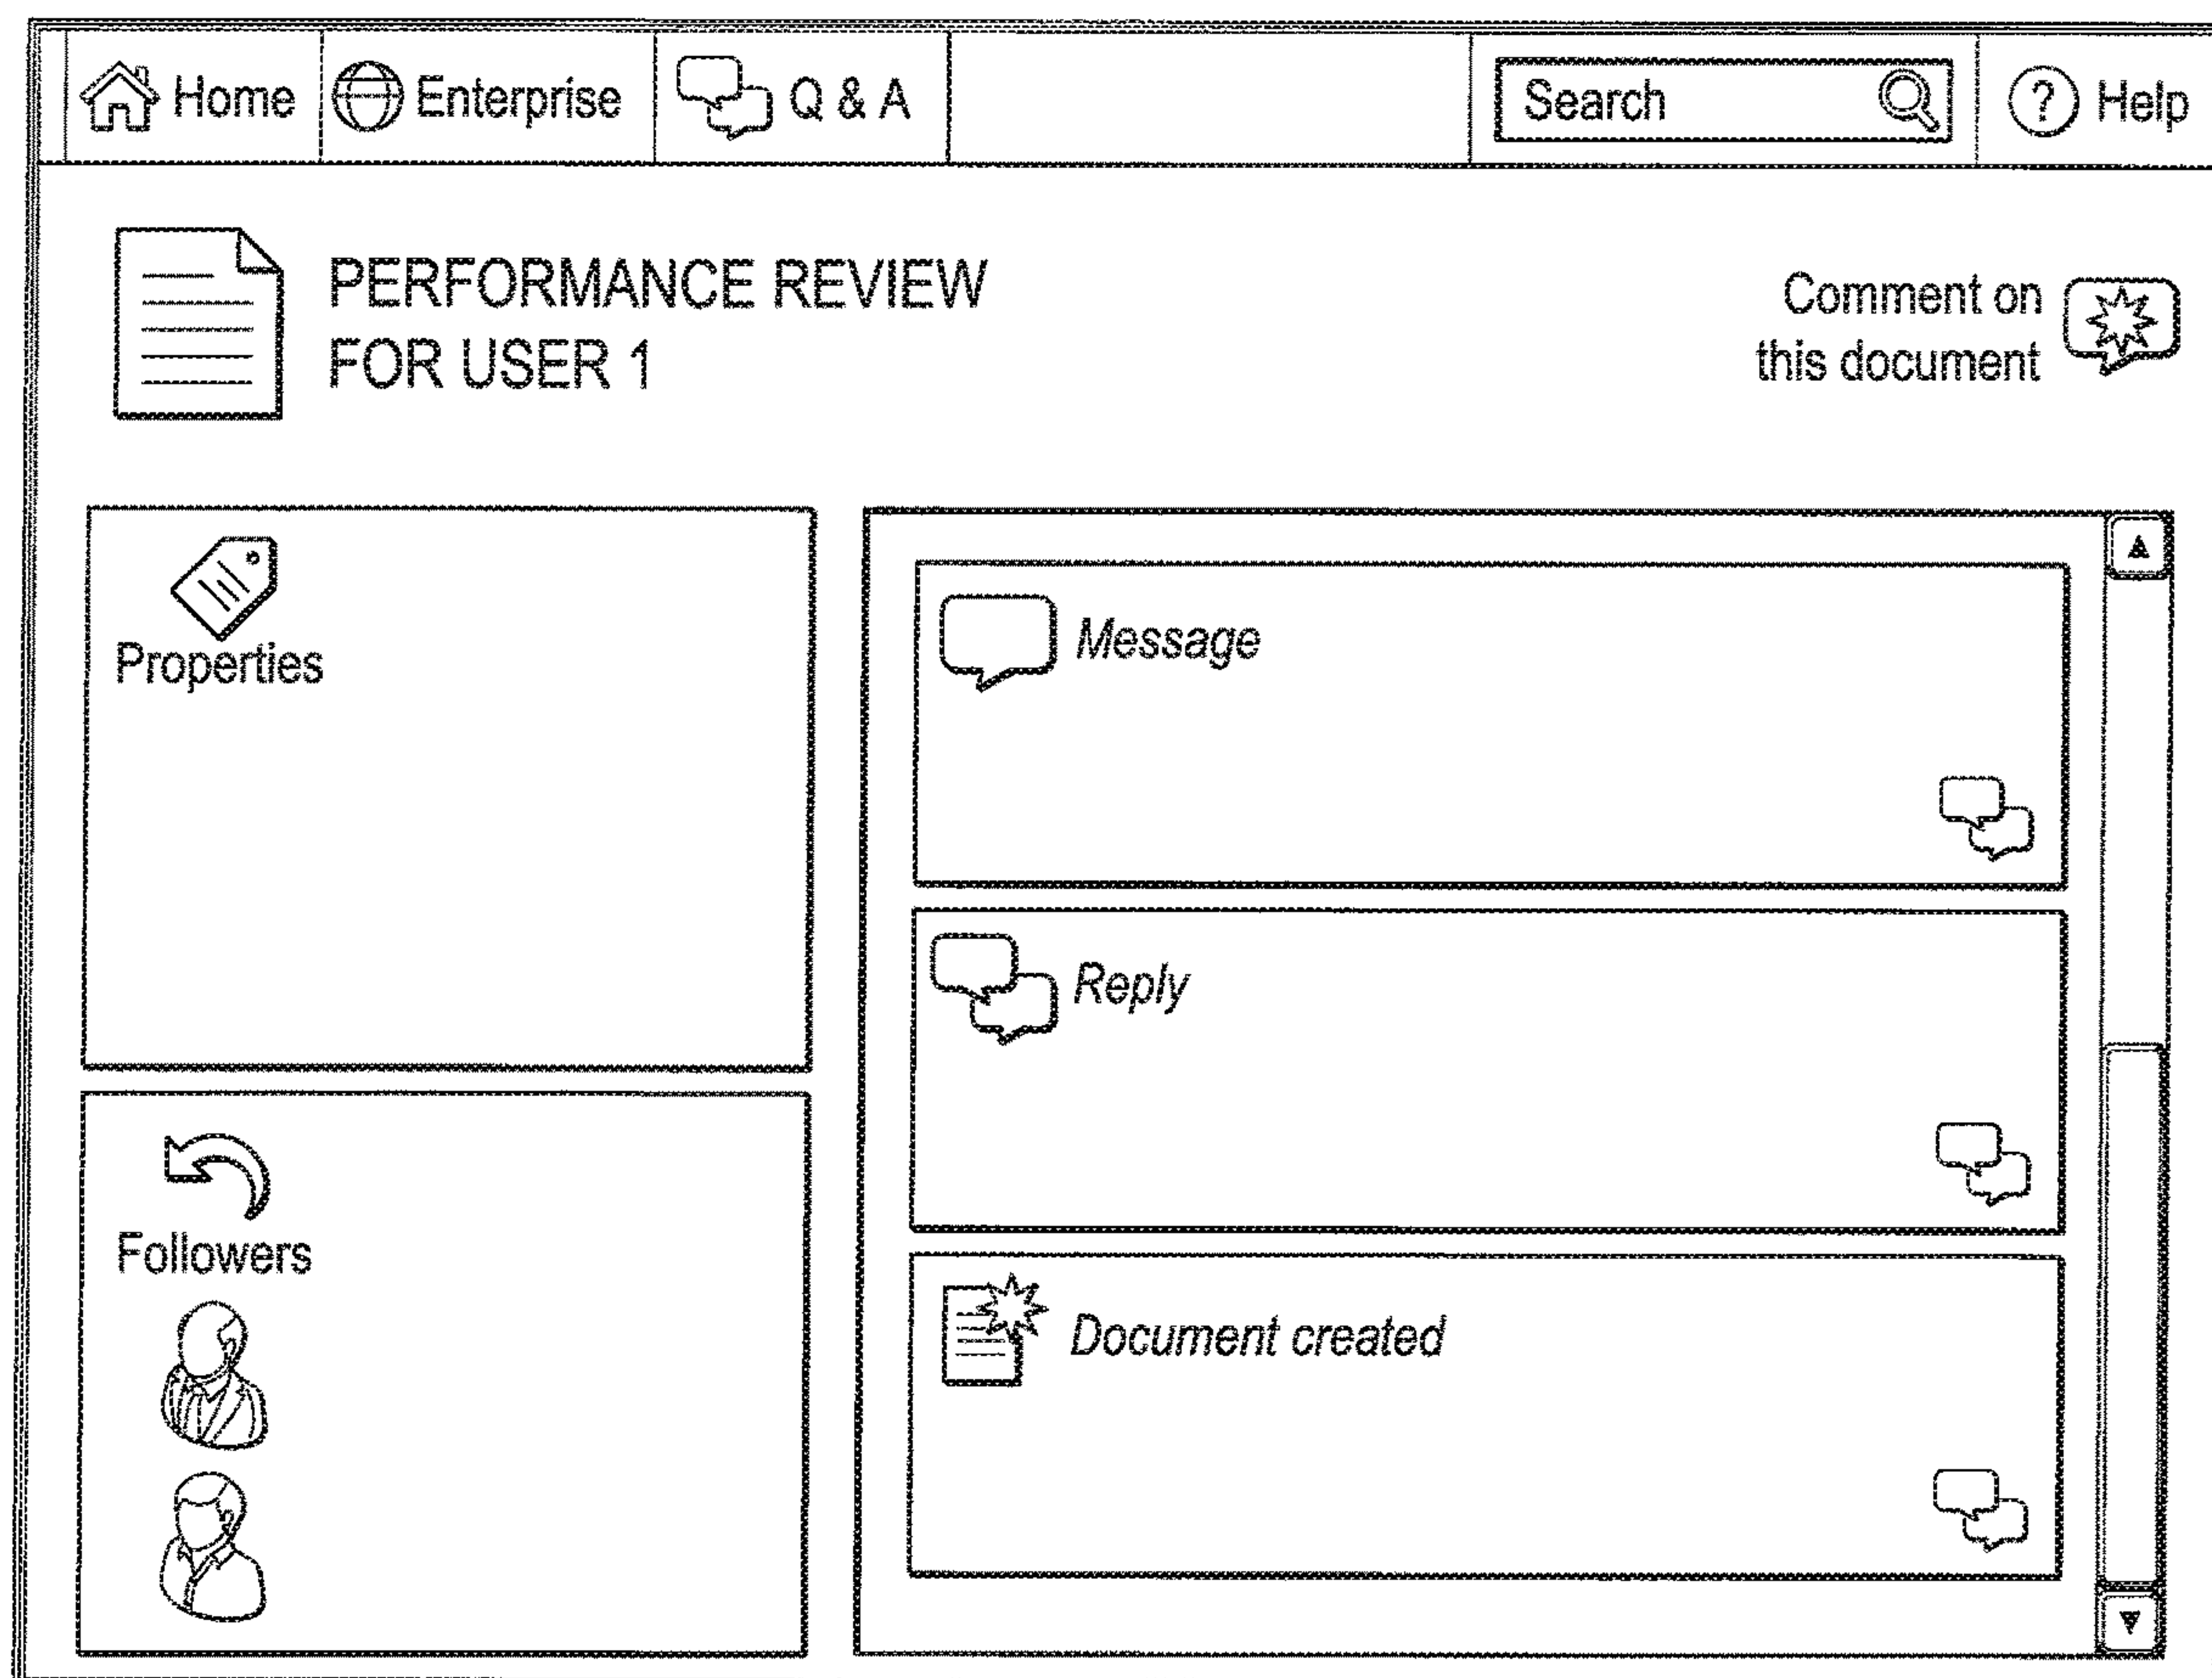 Home Enterprise Q & A Search ? Help
PERFORMANCE REVIEW
FOR USER 1
Comment on
this document
Properties
Followers
Message
Reply
Document created